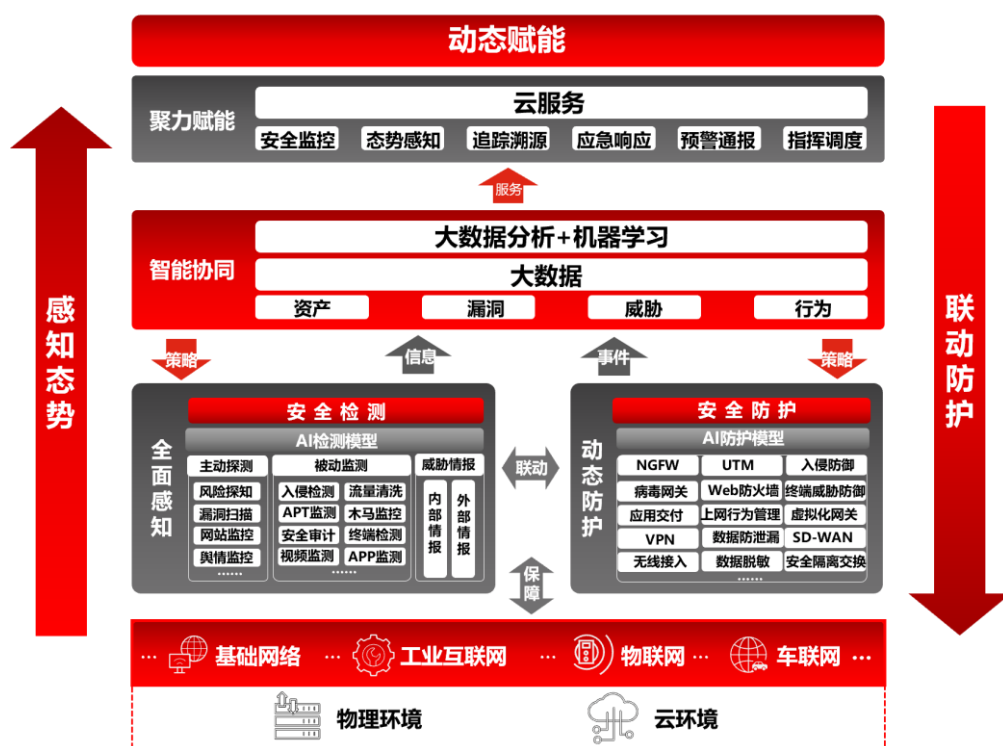 动态赋能
聚力赋能
云服务
安全监控 态势感知 追踪溯源 应急响应 预警通报 指挥调度
服务
智能协同
大数据分析+机器学习
大数据
资产 漏洞 威胁 行为
感知态势
联动防护
策略 信息 事件 策略
全面感知
安全检测
AI检测模型
主动探测 被动监测 威胁情报
风险探知
漏洞扫描
网站监控
舆情监控
……
入侵检测 流量清洗
APT监测 木马监控
安全审计 终端检测
视频监测 APP监测
……
内部情报
外部情报
联动
动态防护
安全防护
AI防护模型
NGFW UTM 入侵防御
病毒网关 Web防火墙 终端威胁防御
应用交付 上网行为管理 虚拟化网关
VPN 数据防泄漏 SD-WAN
无线接入 数据脱敏 安全隔离交换
……
保障
… 基础网络 … 工业互联网 … 物联网 … 车联网 …
物理环境 云环境